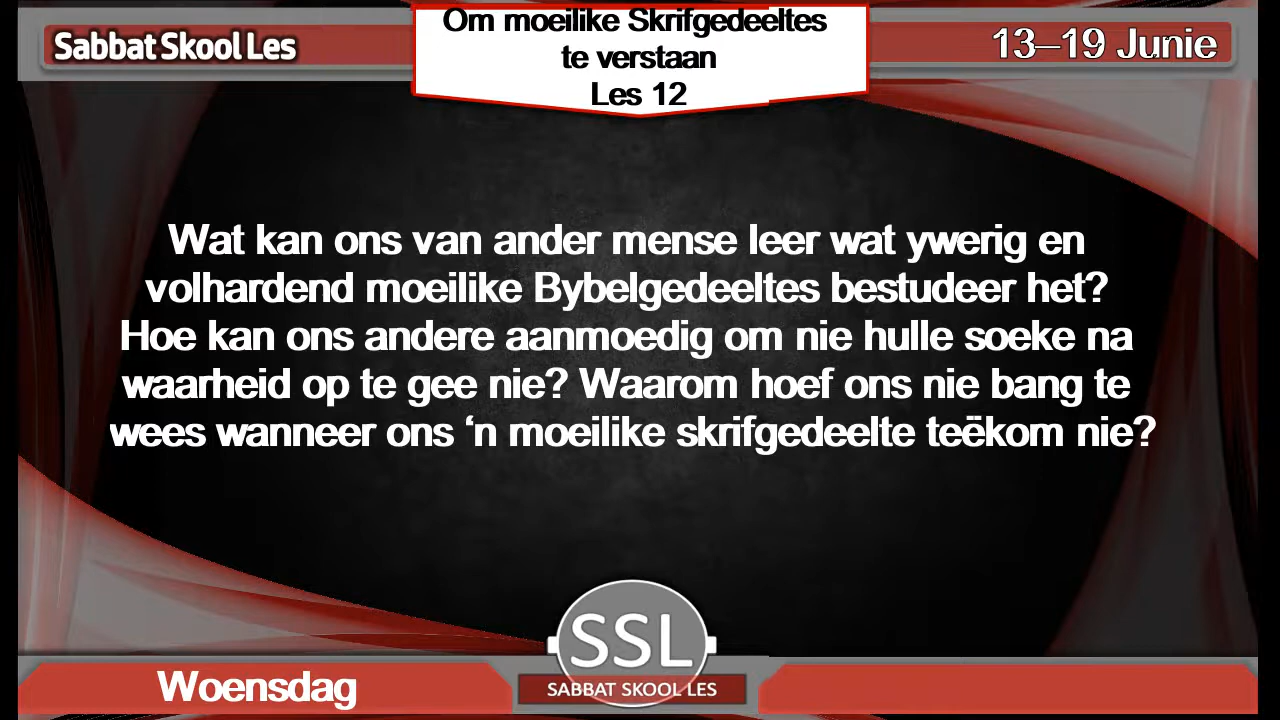 Sabbat Skool Les
Om moeilike Skrifgedeeltes
te verstaan
Les 12
13–19 Junie
Wat kan ons van ander mense leer wat ywerig en
volhardend moeilike Bybelgedeeltes bestudeer het?
Hoe kan ons andere aanmoedig om nie hulle soeke na
waarheid op te gee nie? Waarom hoef ons nie bang te
wees wanneer ons ‘n moeilike skrifgedeelte teëkom nie?
SSL
SABBAT SKOOL LES
Woensdag